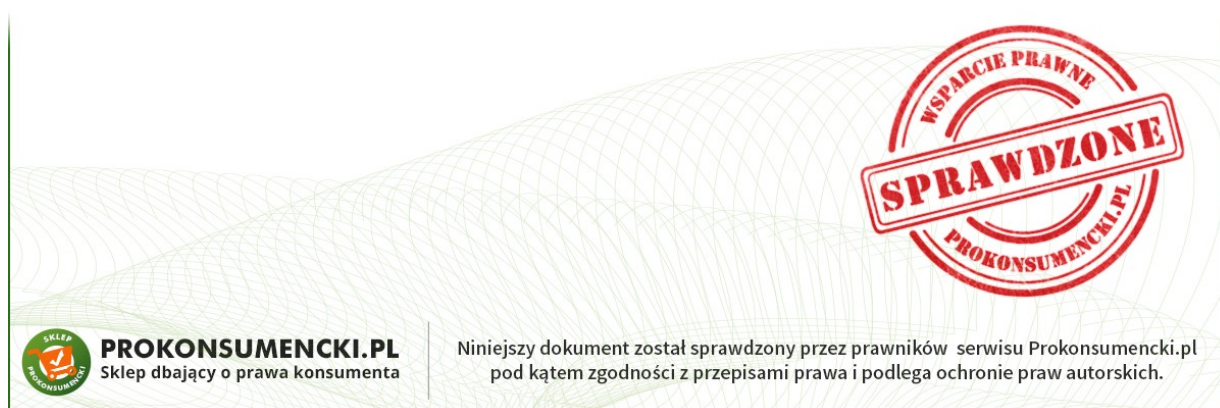 WSPARCIE PRAWNE
SPRAWDZONE
PROKONSUMENCKI.PL
SKLEP
PROKONSUMENCKI
PROKONSUMENCKI.PL
Sklep dbający o prawa konsumenta
Niniejszy dokument został sprawdzony przez prawników serwisu Prokonsumencki.pl
pod kątem zgodności z przepisami prawa i podlega ochronie praw autorskich.